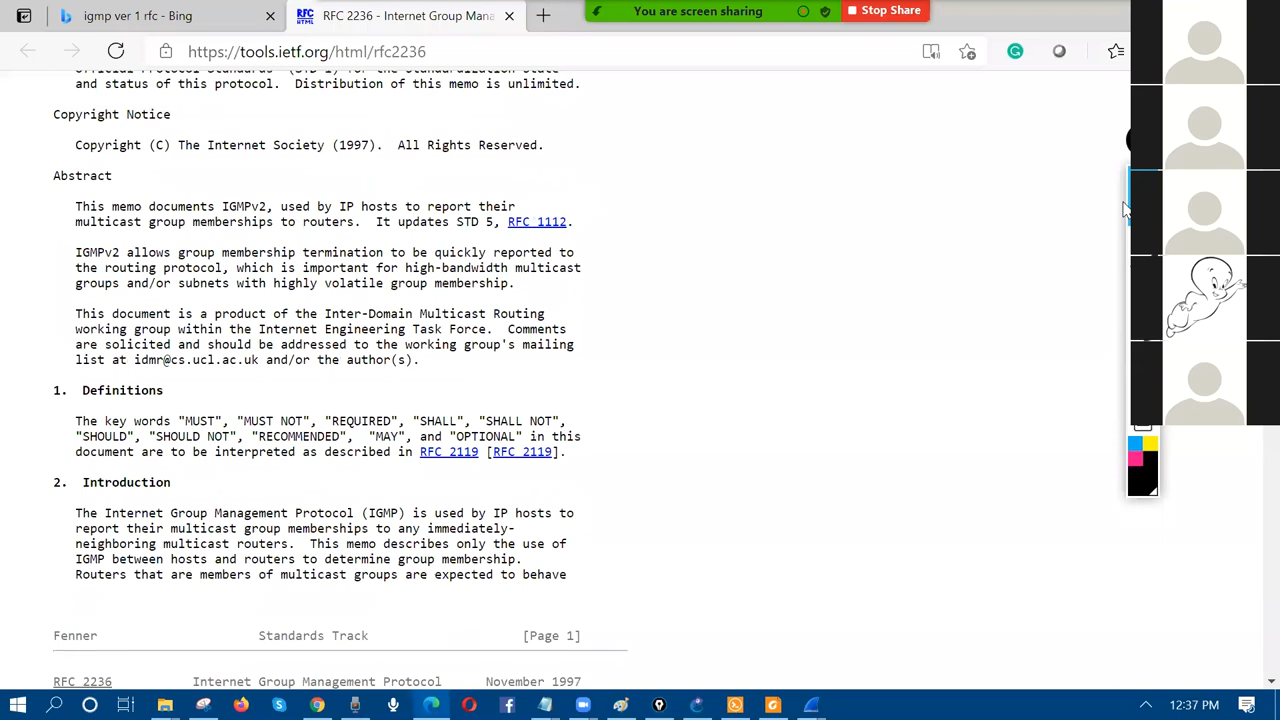 igmp ver 1 rfc - Bing
RFC HTML
RFC 2236 - Internet Group Mana
You are screen sharing
Stop Share
https://tools.ietf.org/html/rfc2236
and status of this protocol.  Distribution of this memo is unlimited.
Copyright Notice
Copyright (C) The Internet Society (1997).  All Rights Reserved.
Abstract
This memo documents IGMPv2, used by IP hosts to report their
multicast group memberships to routers.  It updates STD 5, RFC 1112.
IGMPv2 allows group membership termination to be quickly reported to
the routing protocol, which is important for high-bandwidth multicast
groups and/or subnets with highly volatile group membership.
This document is a product of the Inter-Domain Multicast Routing
working group within the Internet Engineering Task Force.  Comments
are solicited and should be addressed to the working group's mailing
list at idmr@cs.ucl.ac.uk and/or the author(s).
1.  Definitions
The key words "MUST", "MUST NOT", "REQUIRED", "SHALL", "SHALL NOT",
"SHOULD", "SHOULD NOT", "RECOMMENDED",  "MAY", and "OPTIONAL" in this
document are to be interpreted as described in RFC 2119 [RFC 2119].
2.  Introduction
The Internet Group Management Protocol (IGMP) is used by IP hosts to
report their multicast group memberships to any immediately-
neighboring multicast routers.  This memo describes only the use of
IGMP between hosts and routers to determine group membership.
Routers that are members of multicast groups are expected to behave
Fenner Standards Track [Page 1]
RFC 2236 Internet Group Management Protocol November 1997
12:37 PM